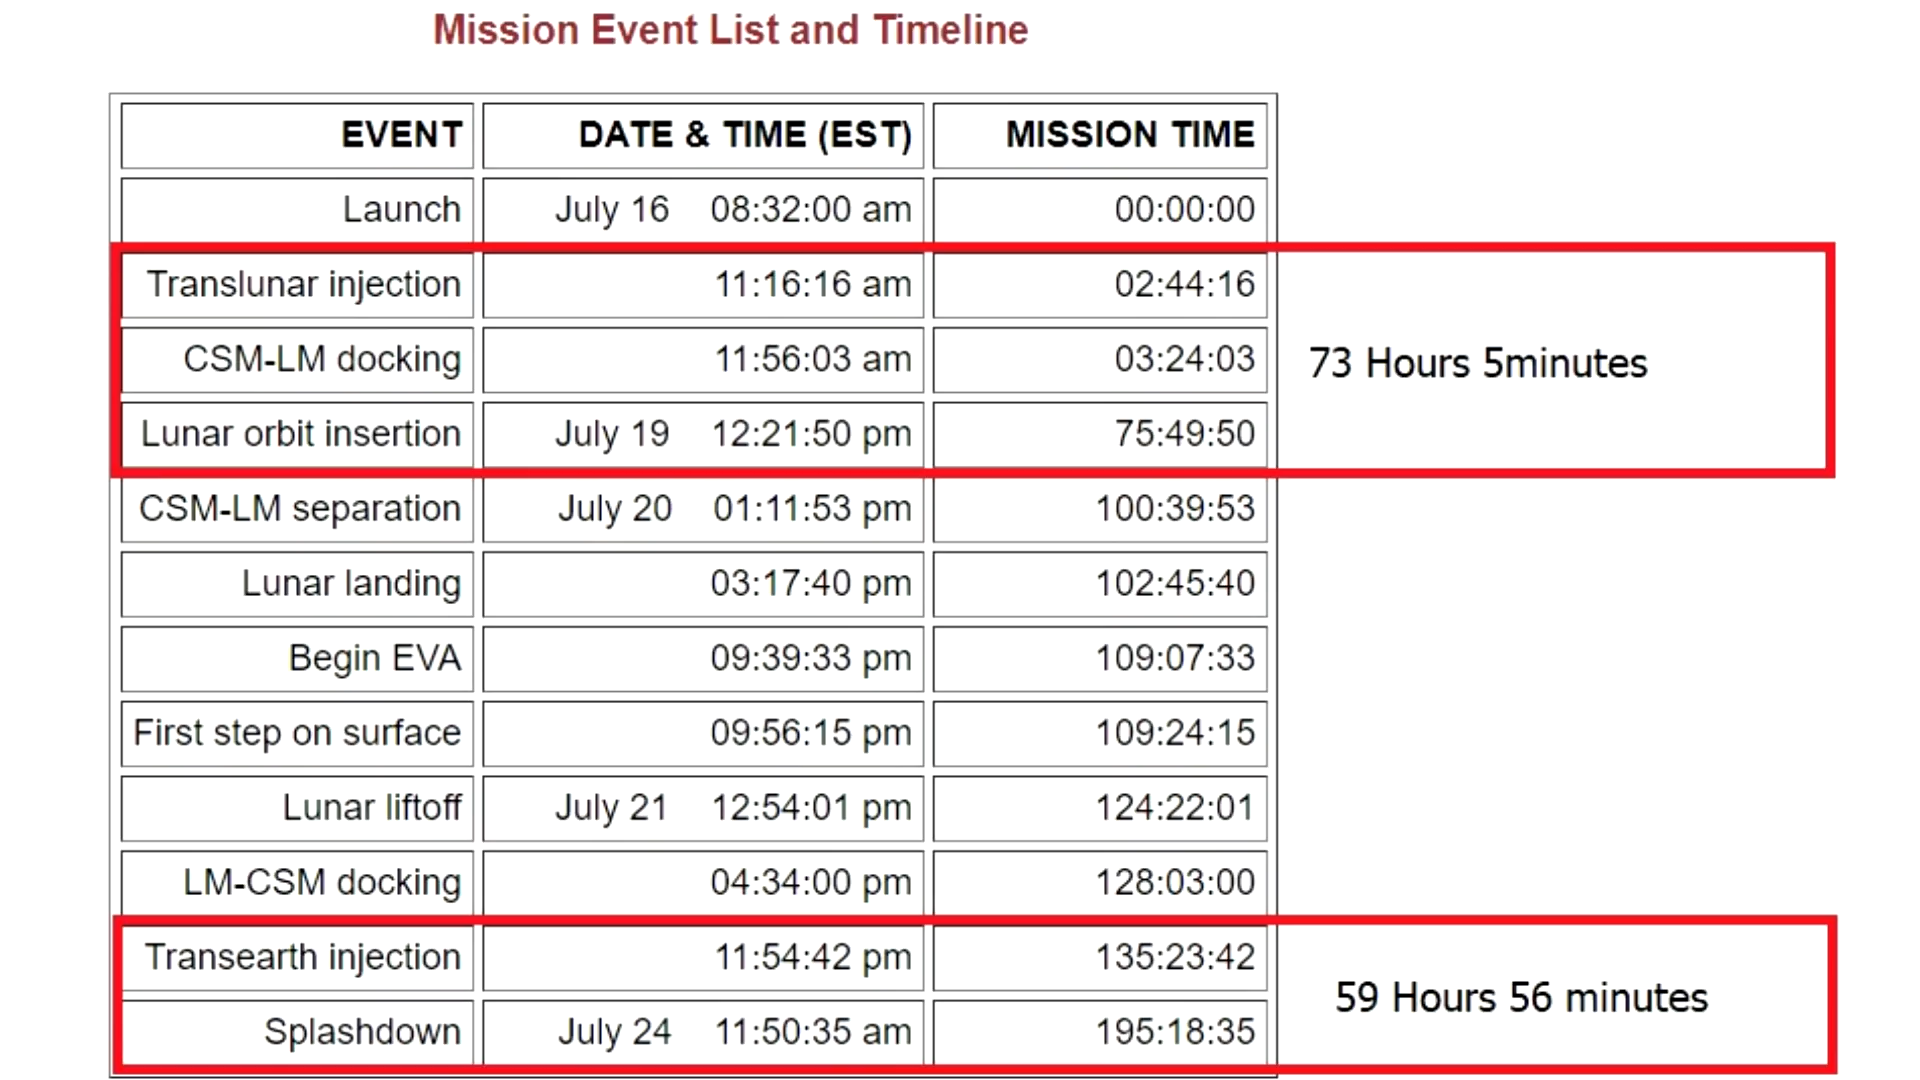 Mission Event List and Timeline
EVENT DATE & TIME (EST) MISSION TIME
Launch July 16 08:32:00 am 00:00:00
Translunar injection 11:16:16 am 02:44:16
CSM-LM docking 11:56:03 am 03:24:03
73 Hours 5minutes
Lunar orbit insertion July 19 12:21:50 pm 75:49:50
CSM-LM separation July 20 01:11:53 pm 100:39:53
Lunar landing 03:17:40 pm 102:45:40
Begin EVA 09:39:33 pm 109:07:33
First step on surface 09:56:15 pm 109:24:15
Lunar liftoff July 21 12:54:01 pm 124:22:01
LM-CSM docking 04:34:00 pm 128:03:00
Transearth injection 11:54:42 pm 135:23:42
59 Hours 56 minutes
Splashdown July 24 11:50:35 am 195:18:35